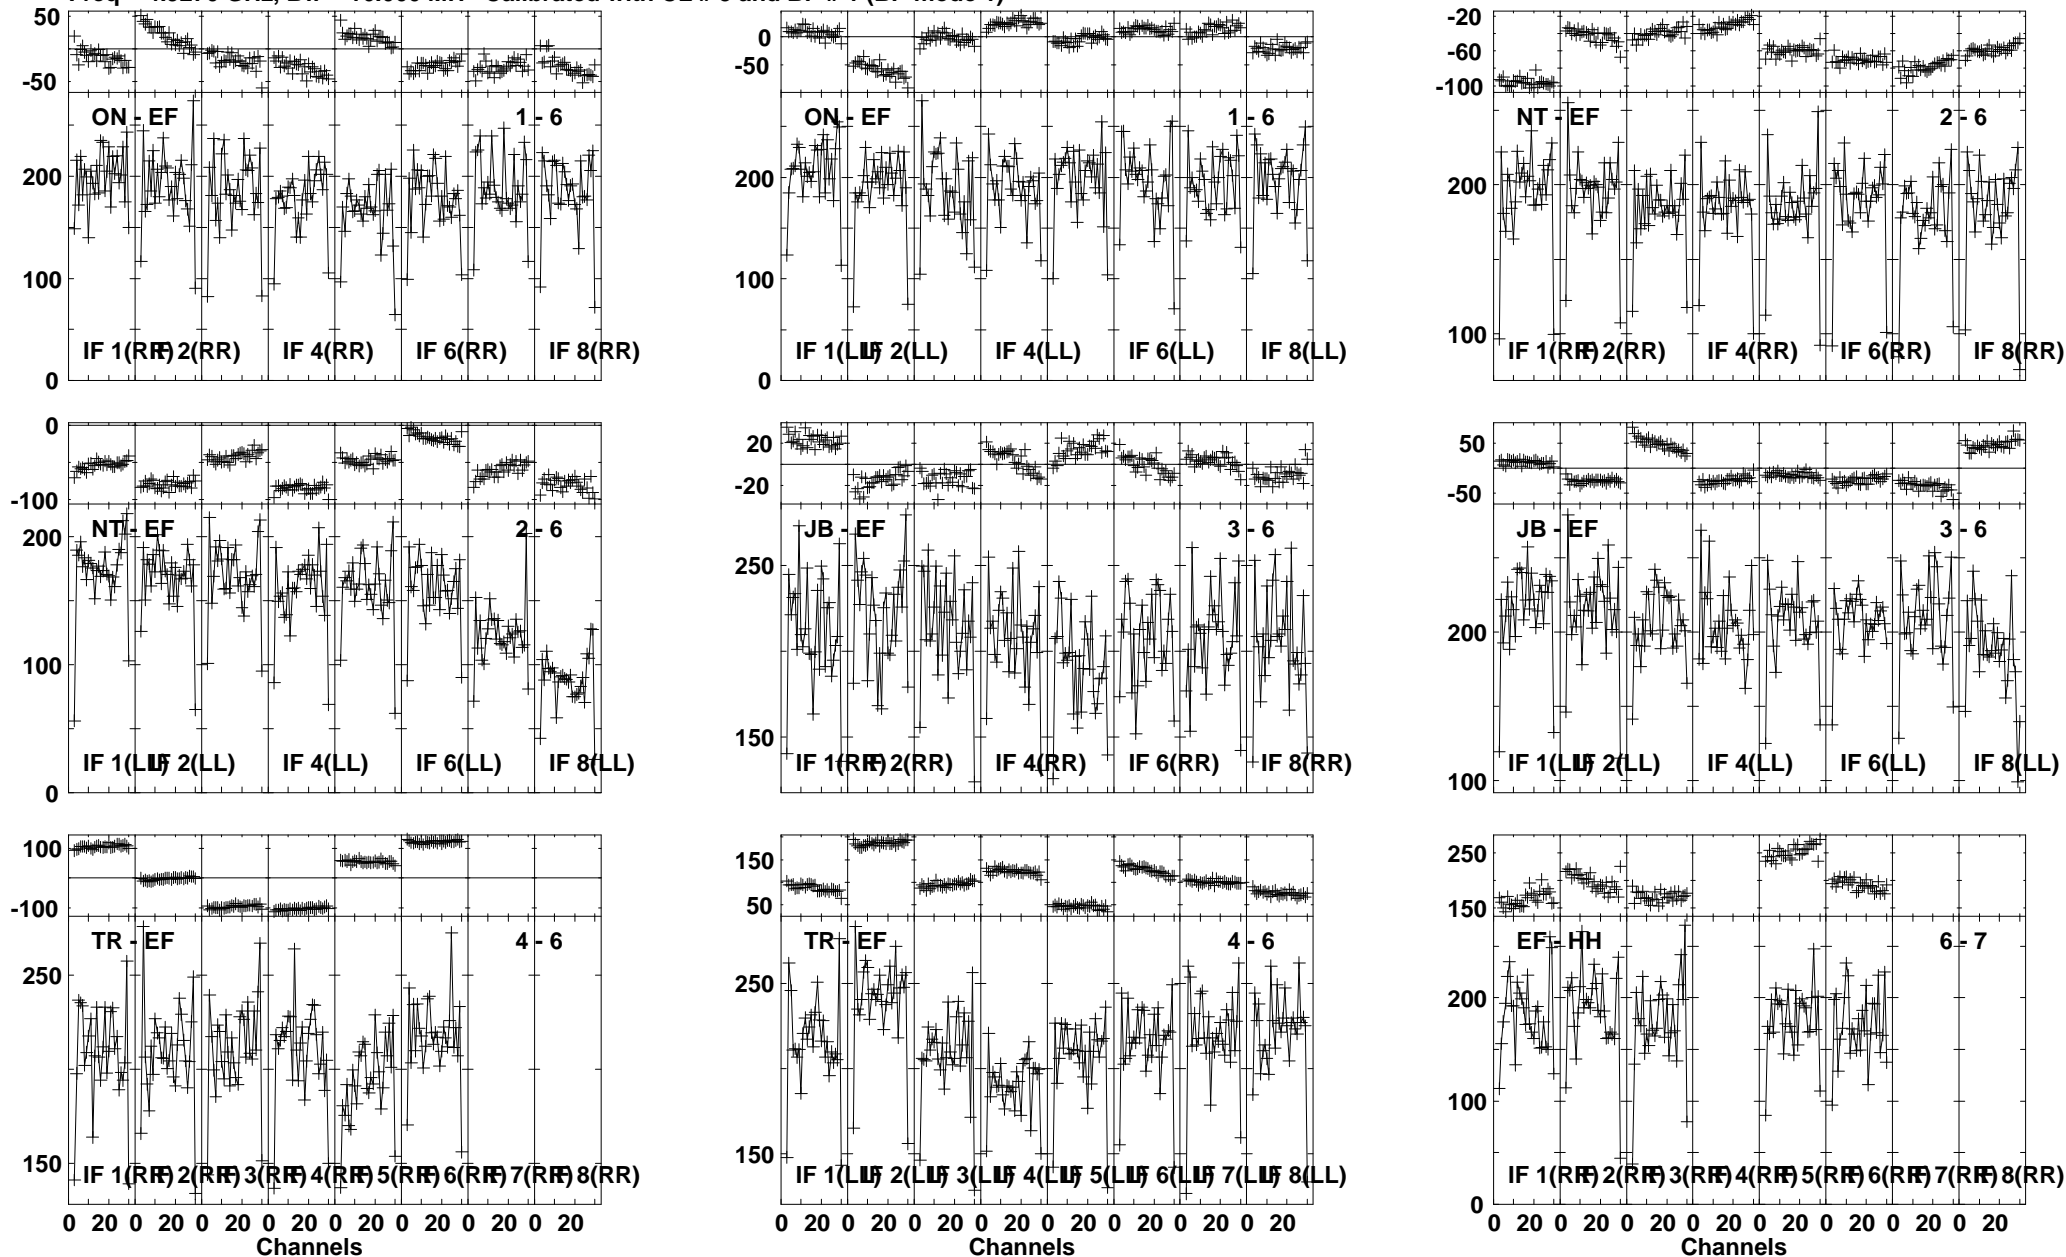 50
0
-50
ON - EF
1 - 6
200
100
0
IF 1(RR)
IF 2(RR)
IF 4(RR)
IF 6(RR)
IF 8(RR)
0
-50
ON - EF
1 - 6
200
100
0
IF 1(LL)
IF 2(LL)
IF 4(LL)
IF 6(LL)
IF 8(LL)
-20
-60
-100
NT - EF
2 - 6
200
100
IF 1(RR)
IF 2(RR)
IF 4(RR)
IF 6(RR)
IF 8(RR)
0
-100
NT - EF
2 - 6
200
100
0
IF 1(LL)
IF 2(LL)
IF 4(LL)
IF 6(LL)
IF 8(LL)
20
-20
JB - EF
3 - 6
250
150
IF 1(RR)
IF 2(RR)
IF 4(RR)
IF 6(RR)
IF 8(RR)
50
-50
JB - EF
3 - 6
200
100
IF 1(LL)
IF 2(LL)
IF 4(LL)
IF 6(LL)
IF 8(LL)
100
-100
TR - EF
4 - 6
250
150
IF 1(RR)
IF 2(RR)
IF 3(RR)
IF 4(RR)
IF 5(RR)
IF 6(RR)
IF 7(RR)
IF 8(RR)
0 20 0 20 0 20 0 20 0 20 0 20 0 20 0 20
Channels
150
50
TR - EF
4 - 6
250
150
IF 1(LL)
IF 2(LL)
IF 3(LL)
IF 4(LL)
IF 5(LL)
IF 6(LL)
IF 7(LL)
IF 8(LL)
0 20 0 20 0 20 0 20 0 20 0 20 0 20 0 20
Channels
250
150
EF - HH
6 - 7
200
100
0
IF 1(RR)
IF 2(RR)
IF 3(RR)
IF 4(RR)
IF 5(RR)
IF 6(RR)
IF 7(RR)
IF 8(RR)
0 20 0 20 0 20 0 20 0 20 0 20 0 20 0 20
Channels